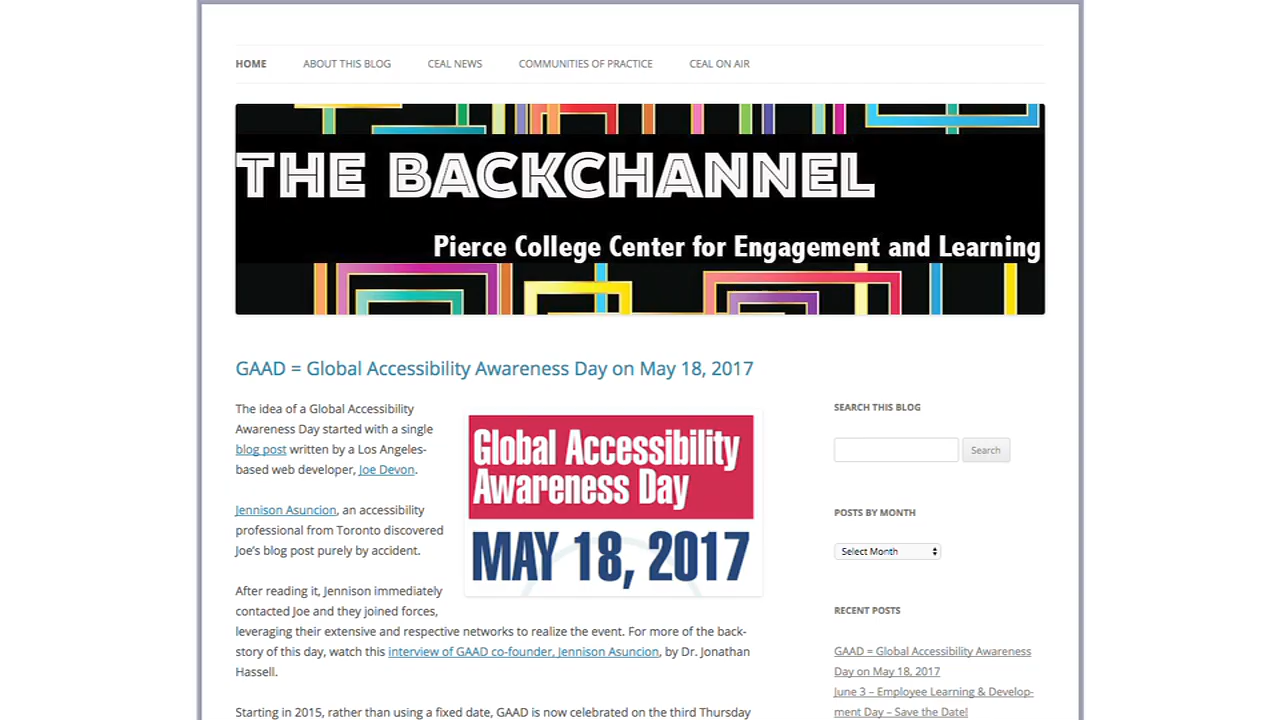 HOME
ABOUT THIS BLOG
CEAL NEWS
COMMUNITIES OF PRACTICE
CEAL ON AIR
THE BACKCHANNEL
Pierce College Center for Engagement and Learning
GAAD = Global Accessibility Awareness Day on May 18, 2017
The idea of a Global Accessibility
Awareness Day started with a single
blog post written by a Los Angeles-
based web developer, Joe Devon.
Jennison Asuncion, an accessibility
professional from Toronto discovered
Joe's blog post purely by accident.
After reading it, Jennison immediately
contacted Joe and they joined forces,
leveraging their extensive and respective networks to realize the event. For more of the back-
story of this day, watch this interview of GAAD co-founder, Jennison Asuncion, by Dr. Jonathan
Hassell.
Starting in 2015, rather than using a fixed date, GAAD is now celebrated on the third Thursday
Global Accessibility
Awareness Day
MAY 18, 2017
SEARCH THIS BLOG
Search
POSTS BY MONTH
Select Month
RECENT POSTS
GAAD = Global Accessibility Awareness
Day on May 18, 2017
June 3 – Employee Learning & Develop-
ment Day – Save the Date!